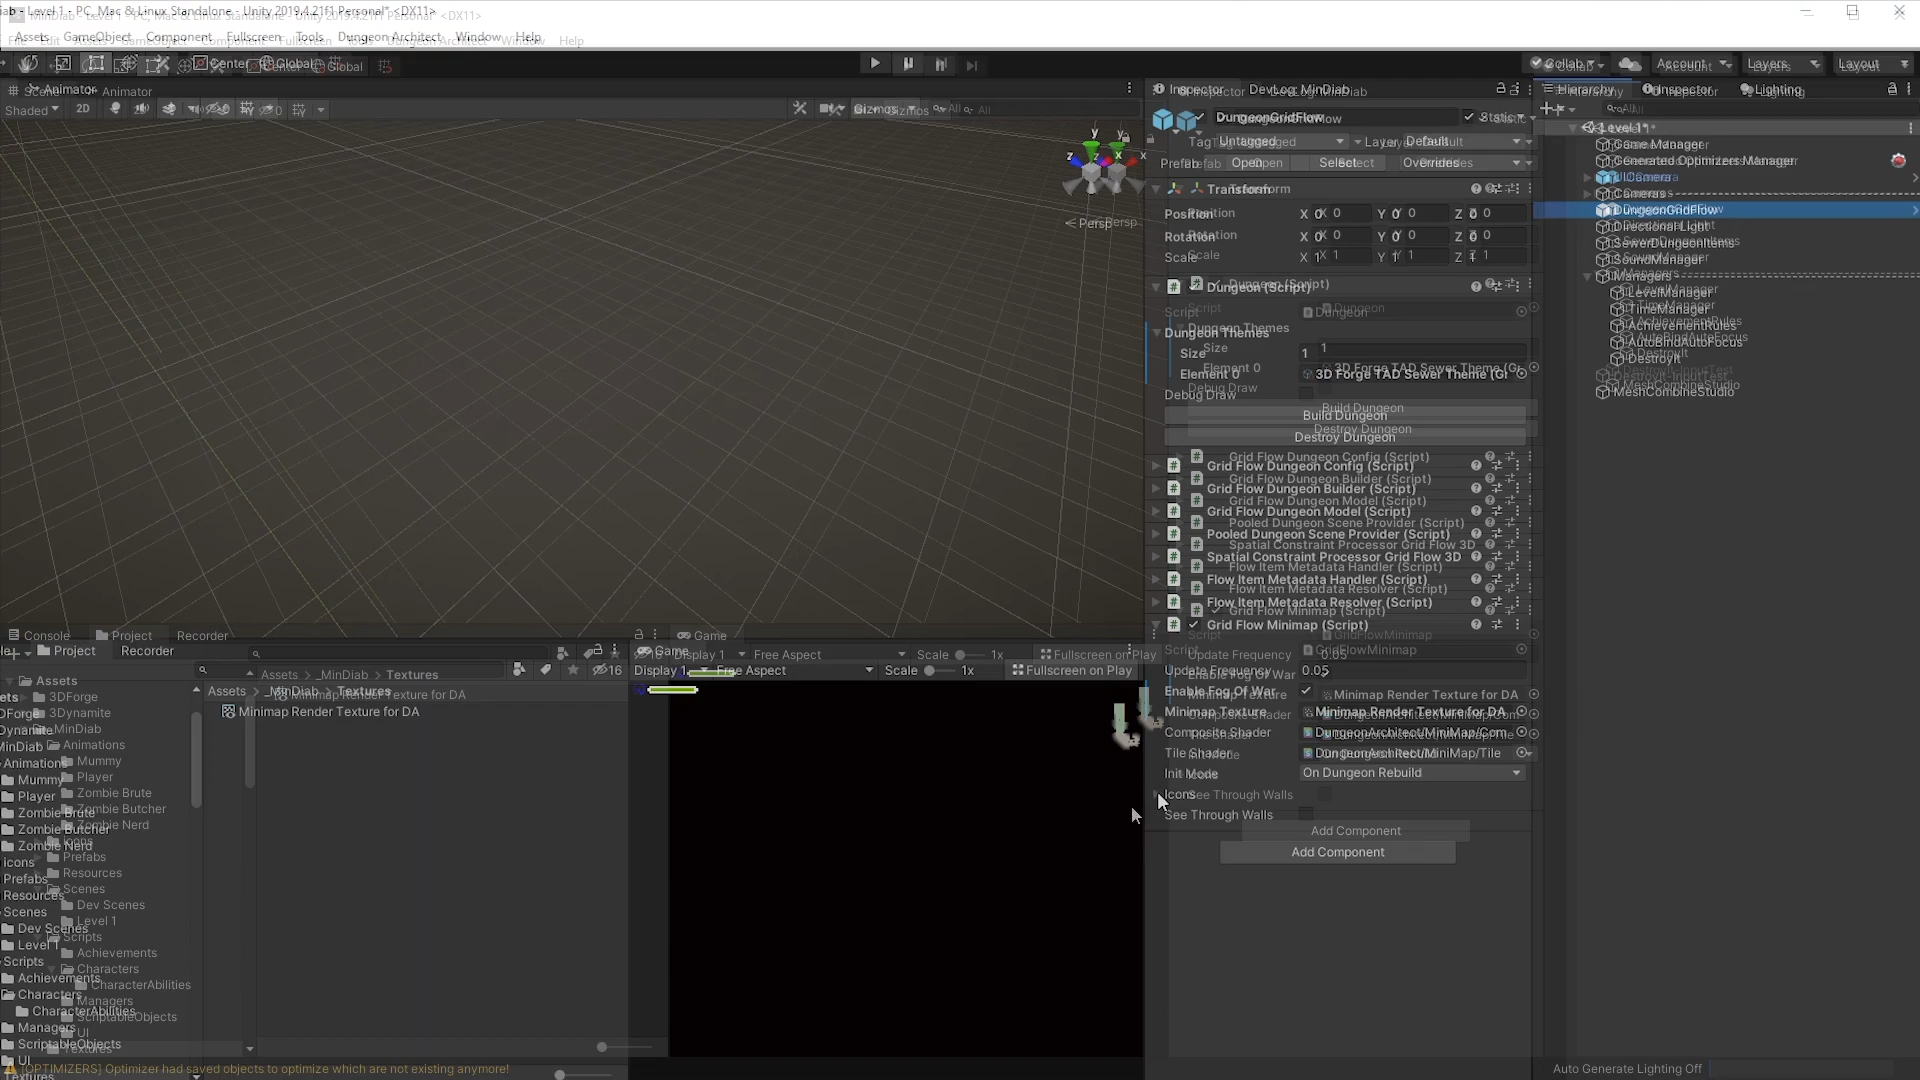 MinDiab - Level 1 - PC, Mac & Linux Standalone - Unity 2019.4.21f1 Personal* <DX11>
File Edit Assets GameObject Component Fullscreen Tools Dungeon Architect Window Help
Center Global
Collab Account Layers Layout
Scene Animator
Shaded 2D Gizmos All
y
z x
< Persp
Inspector DevLog MinDiab
DungeonGridFlow Static
Tag Untagged Layer Default
Prefab Open Select Overrides
Transform
Position X 0 Y 0 Z 0
Rotation X 0 Y 0 Z 0
Scale X 1 Y 1 Z 1
Dungeon (Script)
Script Dungeon
Dungeon Themes
Size 1
Element 0 3D Forge TAD Sewer Theme (G
Debug Draw
Build Dungeon
Destroy Dungeon
Grid Flow Dungeon Config (Script)
Grid Flow Dungeon Builder (Script)
Grid Flow Dungeon Model (Script)
Pooled Dungeon Scene Provider (Script)
Spatial Constraint Processor Grid Flow 3D
Flow Item Metadata Handler (Script)
Flow Item Metadata Resolver (Script)
Grid Flow Minimap (Script)
Script GridFlowMinimap
Update Frequency 0.05
Enable Fog Of War
Minimap Texture Minimap Render Texture for DA
Composite Shader DungeonArchitect/MiniMap/Com
Tile Shader DungeonArchitect/MiniMap/Tile
Init Mode On Dungeon Rebuild
Icons
See Through Walls
Add Component
Hierarchy Inspector Lighting
All
Level 1*
Game Manager
Generated Optimizers Manager
UICamera
Cameras
DungeonGridFlow
Directional Light
SewerDungeonItems
SoundManager
Managers
LevelManager
TimeManager
AchievementRules
AutoBindAutoFocus
DestroyIt
DestroyIt-InputTest
MeshCombineStudio
Console Project Recorder
16
Assets > _MinDiab > Textures
Minimap Render Texture for DA
Assets
3DForge
3Dynamite
_MinDiab
Animations
Mummy
Player
Zombie Brute
Zombie Butcher
Zombie Nerd
icons
Prefabs
Resources
Scenes
Dev Scenes
Level 1
Scripts
Achievements
Characters
CharacterAbilities
Managers
ScriptableObjects
UI
Textures
Game
Display 1 Free Aspect Scale 1x Fullscreen on Play
[OPTIMIZERS] Optimizer had saved objects to optimize which are not existing anymore!
Auto Generate Lighting Off